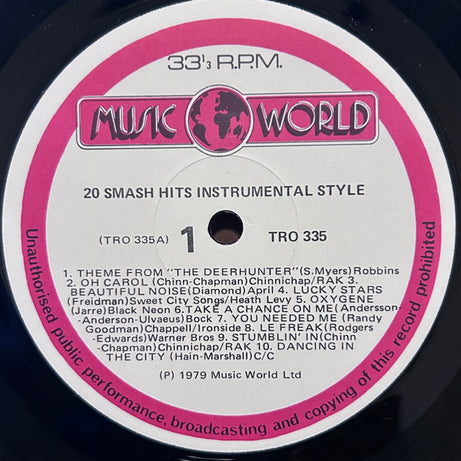 33⅓ R.P.M.
MUSIC WORLD
20 SMASH HITS INSTRUMENTAL STYLE
(TRO 335A) 1 TRO 335
1. THEME FROM "THE DEERHUNTER"(S.Myers)Robbins
2. OH CAROL (Chinn-Chapman)Chinnichap/RAK 3.
BEAUTIFUL NOISE(Diamond)April 4. LUCKY STARS
(Freidman)Sweet City Songs/Heath Levy 5. OXYGENE
(Jarre)Black Neon 6.TAKE A CHANCE ON ME(Andersson
-Anderson-Ulvaeus)Bock 7. YOU NEEDED ME(Randy
Goodman)Chappell/Ironside 8. LE FREAK(Rodgers
-Edwards)Warner Bros 9. STUMBLIN' IN(Chinn
-Chapman)Chinnichap/RAK 10. DANCING IN
THE CITY (Hain-Marshall)C/C
(P) 1979 Music World Ltd
Unauthorised public performance, broadcasting and copying of this record prohibited